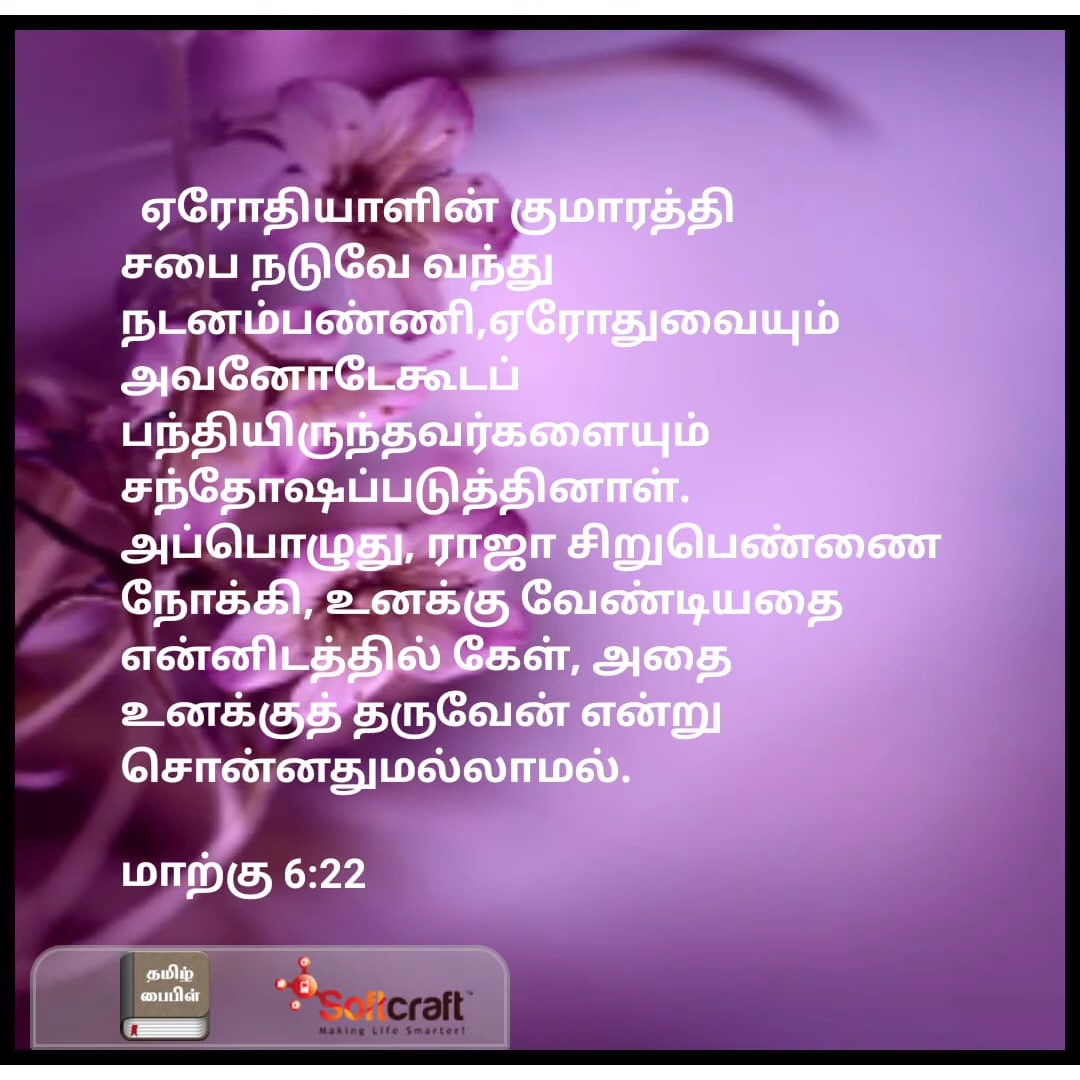 ஏரோதியாளின் குமாரத்தி
சபை நடுவே வந்து
நடனம்பண்ணி,ஏரோதுவையும்
அவனோடேகூடப்
பந்தியிருந்தவர்களையும்
சந்தோஷப்படுத்தினாள்.
அப்பொழுது, ராஜா சிறுபெண்ணை
நோக்கி, உனக்கு வேண்டியதை
என்னிடத்தில் கேள், அதை
உனக்குத் தருவேன் என்று
சொன்னதுமல்லாமல்.
மாற்கு 6:22
தமிழ்
பைபிள்
Softcraft™
Making Life Smarter!